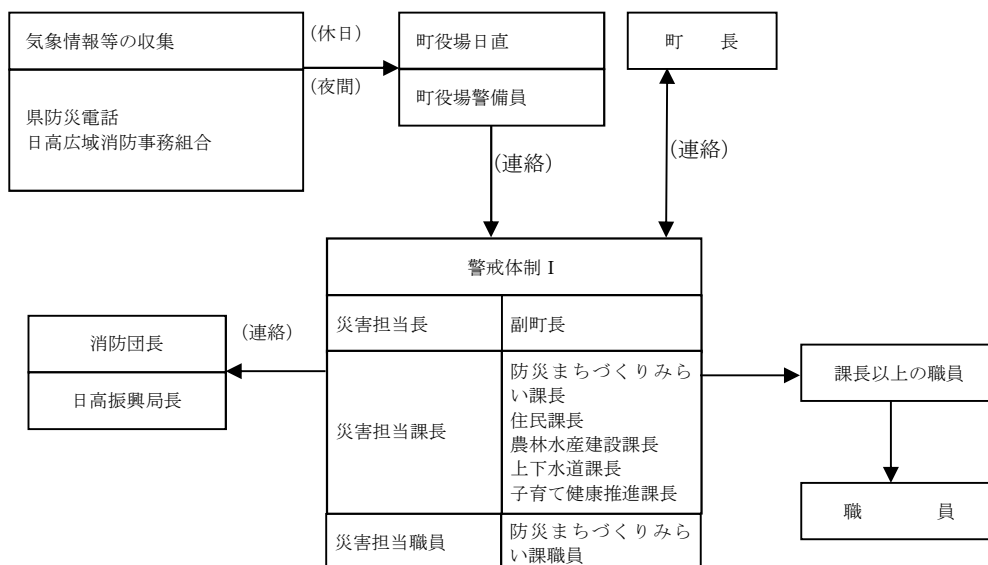 気象情報等の収集
県防災電話
日高広域消防事務組合
(休日)
(夜間)
町役場日直
町役場警備員
町　　長
(連絡)
(連絡)
警戒体制 I
災害担当長
副町長
災害担当課長
防災まちづくりみら
い課長
住民課長
農林水産建設課長
上下水道課長
子育て健康推進課長
災害担当職員
防災まちづくりみら
い課職員
消防団長
日高振興局長
(連絡)
課長以上の職員
職　　　　員